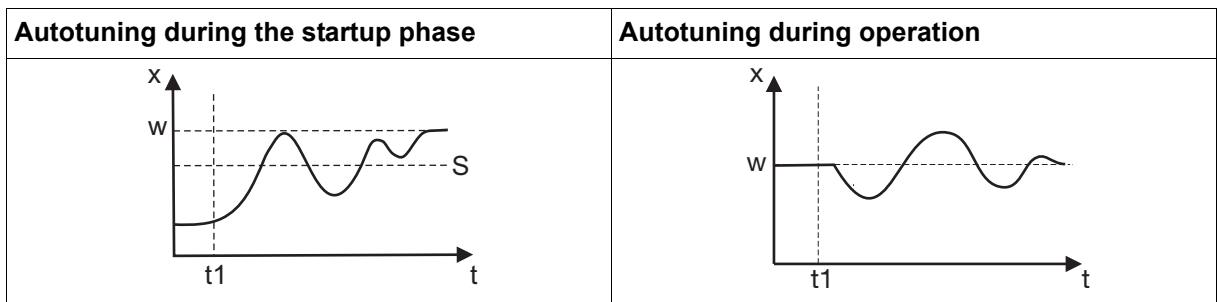 Autotuning during the startup phase
Autotuning during operation
x
w
S
t1
t
x
w
t1
t